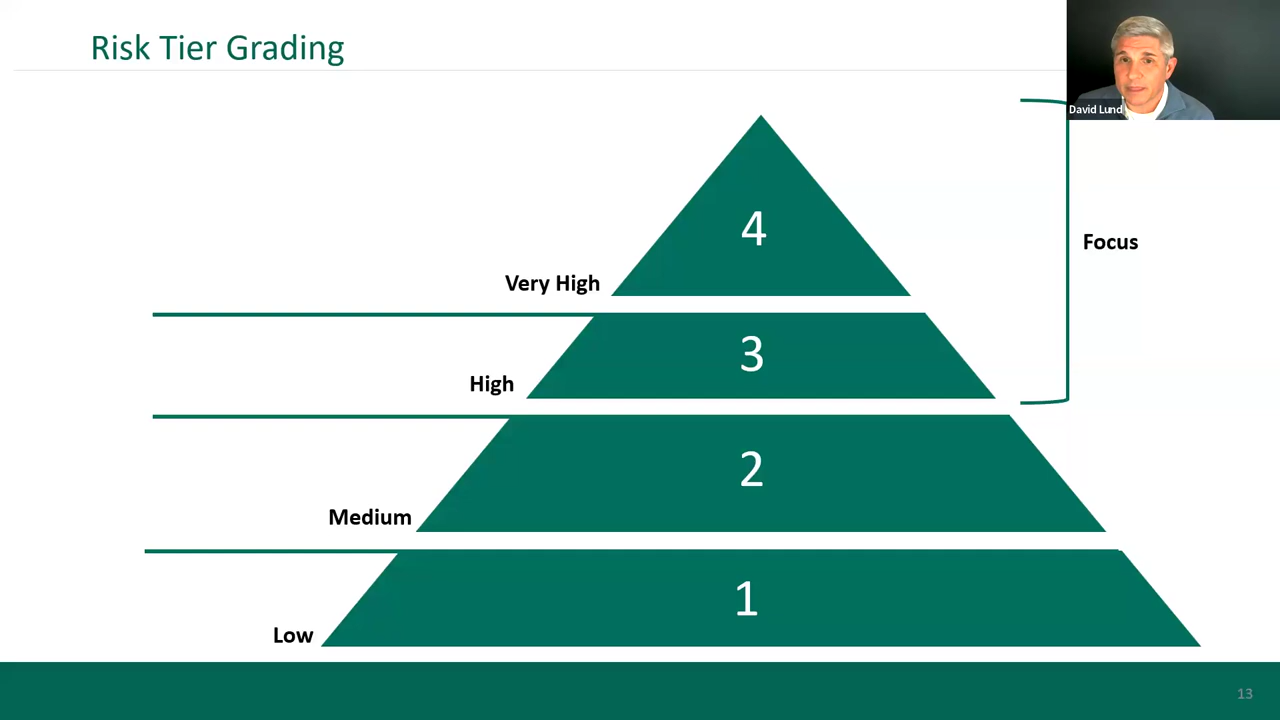 Risk Tier Grading
David Lund
4
Focus
Very High
3
High
2
Medium
1
Low
13